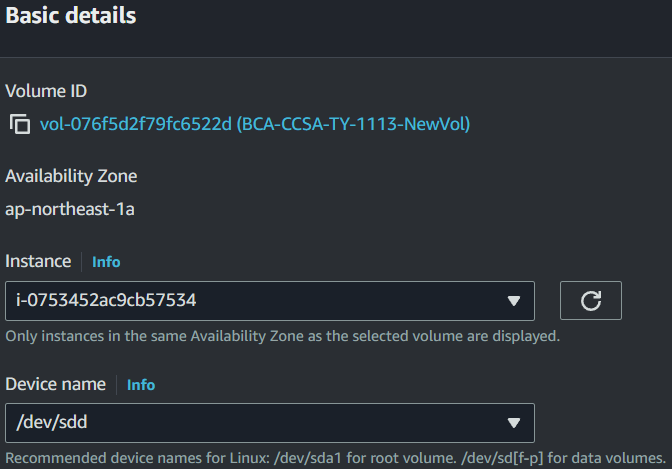 Basic details
Volume ID
vol-076f5d2f79fc6522d (BCA-CCSA-TY-1113-NewVol)
Availability Zone
ap-northeast-1a
Instance Info
i-0753452ac9cb57534
Only instances in the same Availability Zone as the selected volume are displayed.
Device name Info
/dev/sdd
Recommended device names for Linux: /dev/sda1 for root volume. /dev/sd[f-p] for data volumes.